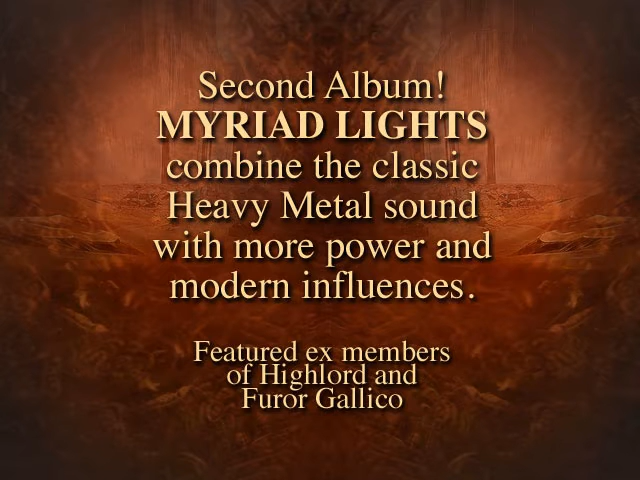 Second Album!
MYRIAD LIGHTS
combine the classic
Heavy Metal sound
with more power and
modern influences.
Featured ex members
of Highlord and
Furor Gallico